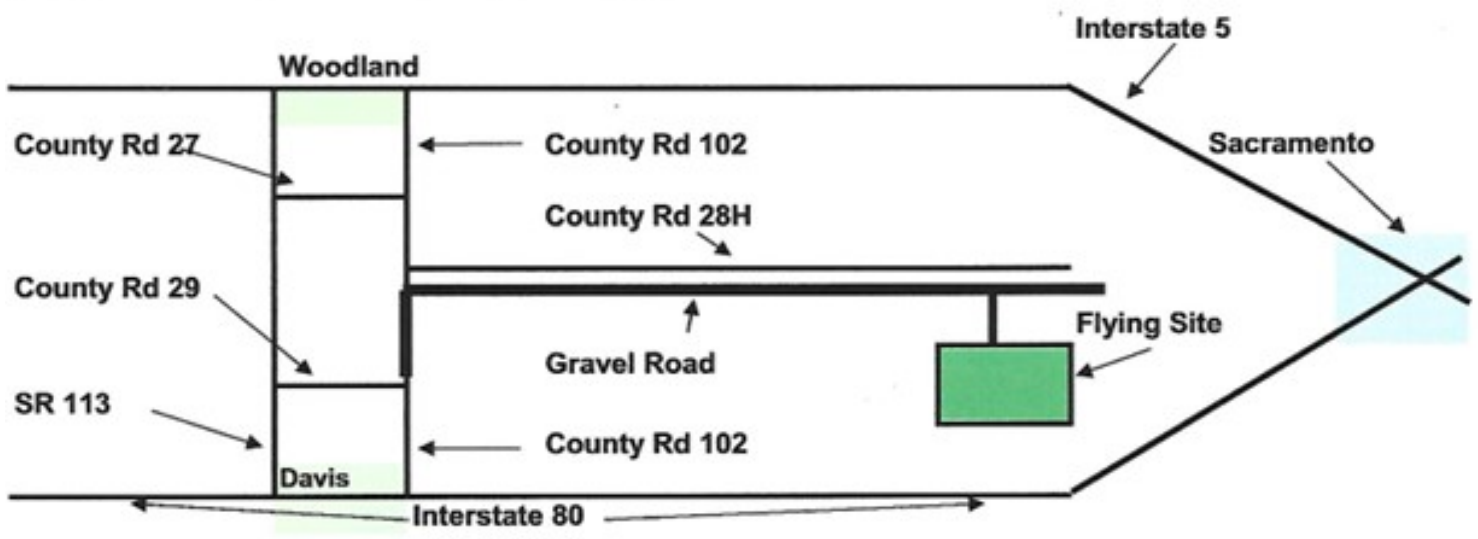 Interstate 5
Woodland
County Rd 27
County Rd 102
Sacramento
County Rd 28H
County Rd 29
Flying Site
Gravel Road
SR 113
County Rd 102
Davis
Interstate 80